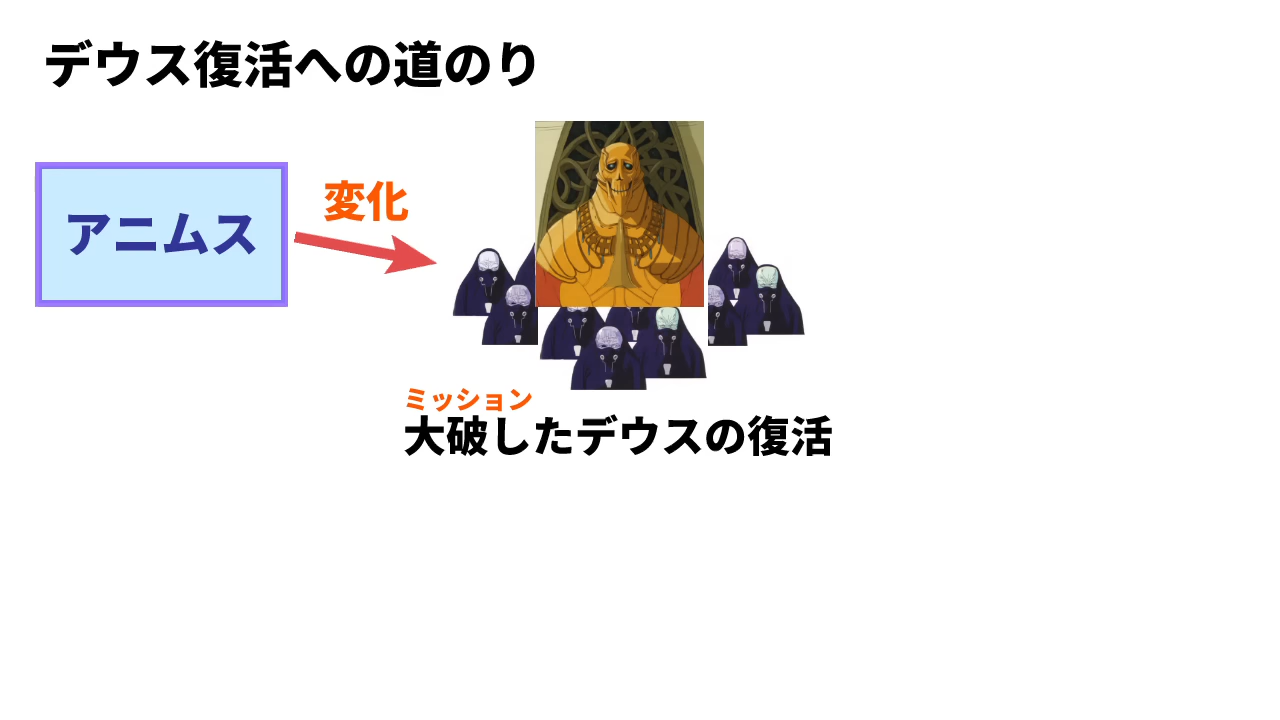 デウス復活への道のり
アニムス
変化
ミッション
大破したデウスの復活